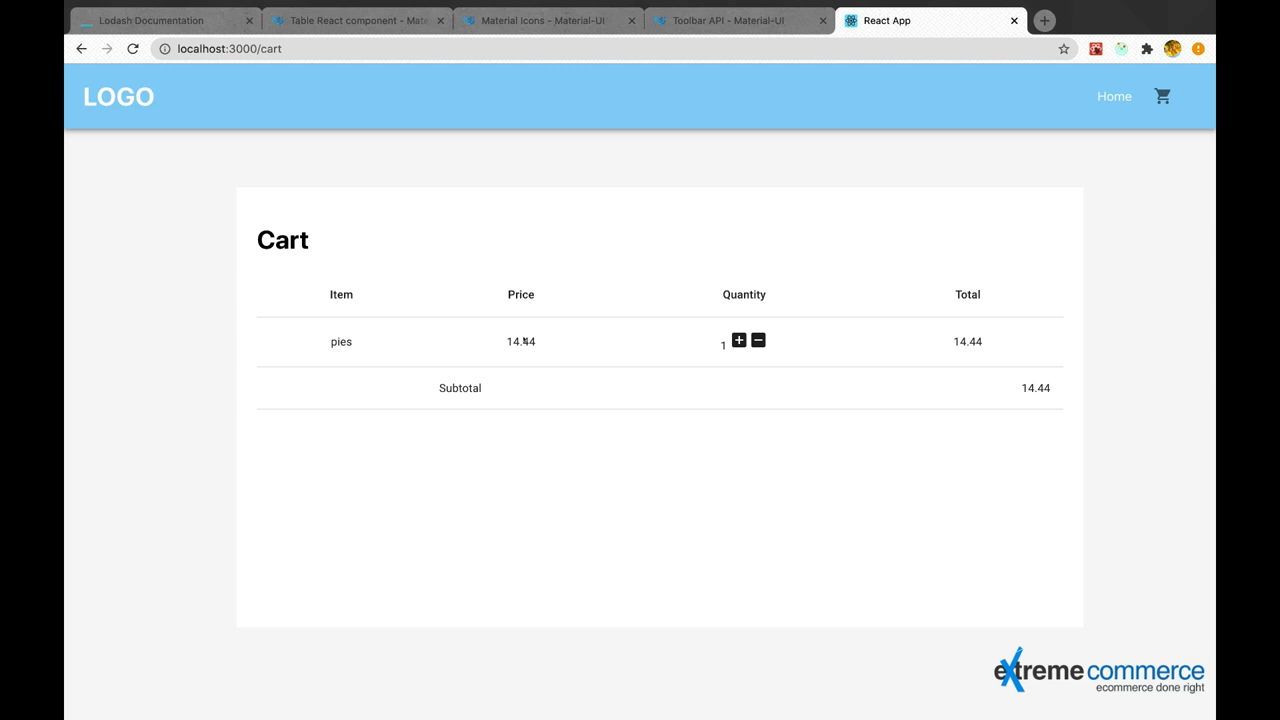 Lodash Documentation
Table React component - Mate
Material Icons - Material-UI
Toolbar API - Material-UI
React App
localhost:3000/cart
LOGO
Home
Cart
Item Price Quantity Total
pies 14.44 1 14.44
Subtotal 14.44
extreme commerce
ecommerce done right